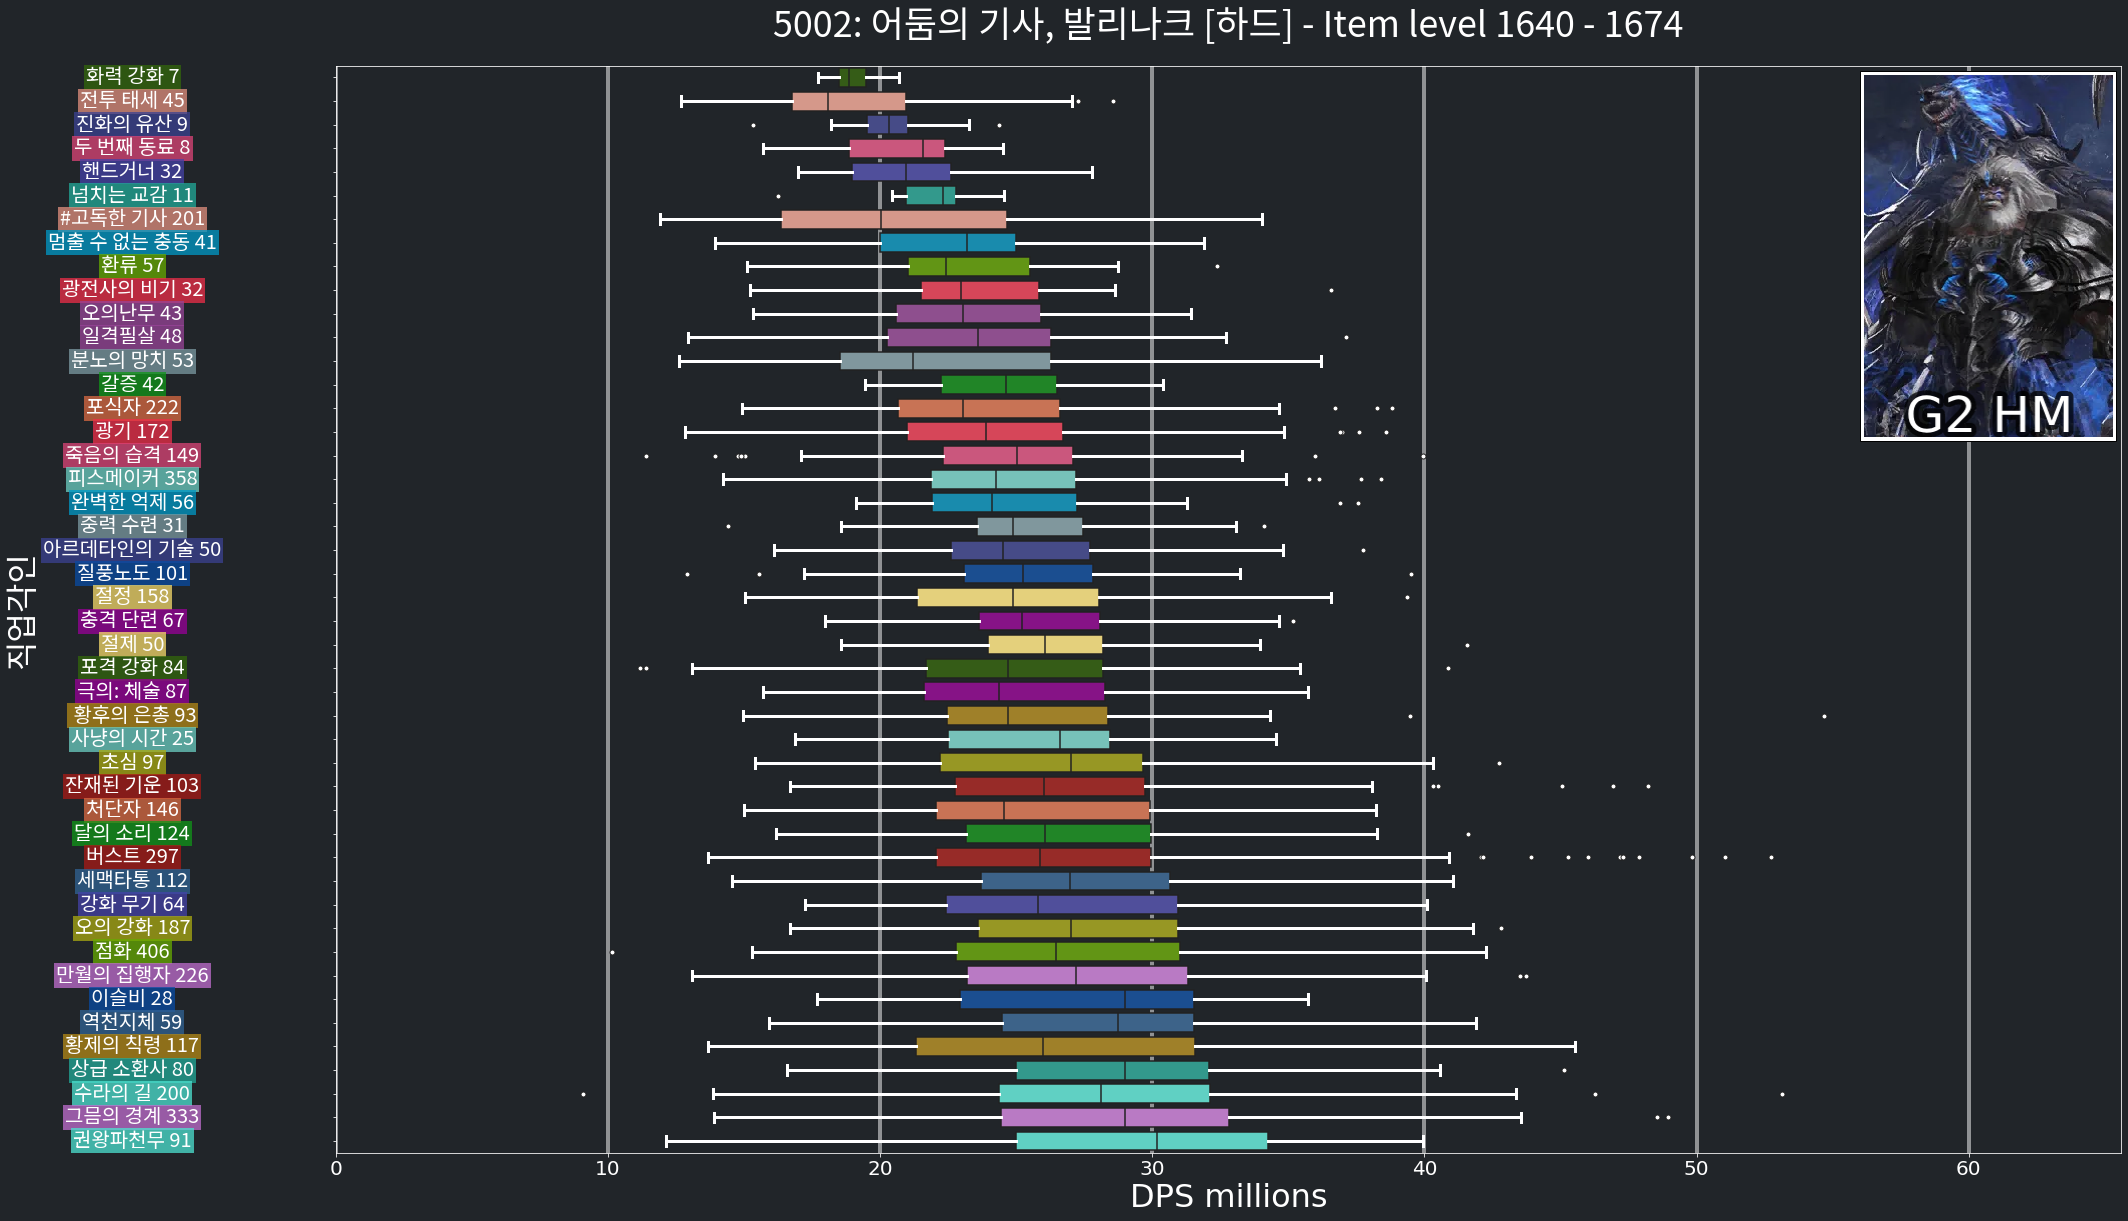 5002: 어둠의 기사, 발리나크 [하드] - Item level 1640 - 1674
화력 강화 7
전투 태세 45
진화의 유산 9
두 번째 동료 8
핸드거너 32
넘치는 교감 11
#고독한 기사 201
멈출 수 없는 충동 41
환류 57
광전사의 비기 32
오의난무 43
일격필살 48
분노의 망치 53
갈증 42
포식자 222
광기 172
죽음의 습격 149
피스메이커 358
완벽한 억제 56
중력 수련 31
아르데타인의 기술 50
질풍노도 101
절정 158
충격 단련 67
절제 50
포격 강화 84
극의: 체술 87
황후의 은총 93
사냥의 시간 25
초심 97
잔재된 기운 103
처단자 146
달의 소리 124
버스트 297
세맥타통 112
강화 무기 64
오의 강화 187
점화 406
만월의 집행자 226
이슬비 28
역천지체 59
황제의 칙령 117
상급 소환사 80
수라의 길 200
그믐의 경계 333
권왕파천무 91
직업각인
G2 HM
0 10 20 30 40 50 60
DPS millions